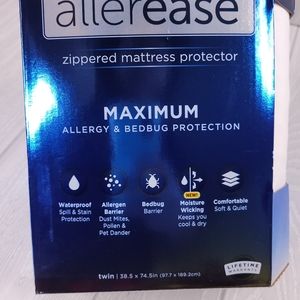 allerease
zippered mattress protector
MAXIMUM
ALLERGY & BEDBUG PROTECTION
Waterproof
Spill & Stain
Protection
Allergen
Barrier
Dust Mites,
Pollen &
Pet Dander
Bedbug
Barrier
NEW!
Moisture
Wicking
Keeps you
cool & dry
Comfortable
Soft & Quiet
LIFETIME
WARRANTY
twin | 38.5 x 74.5in (97.7 x 189.2cm)